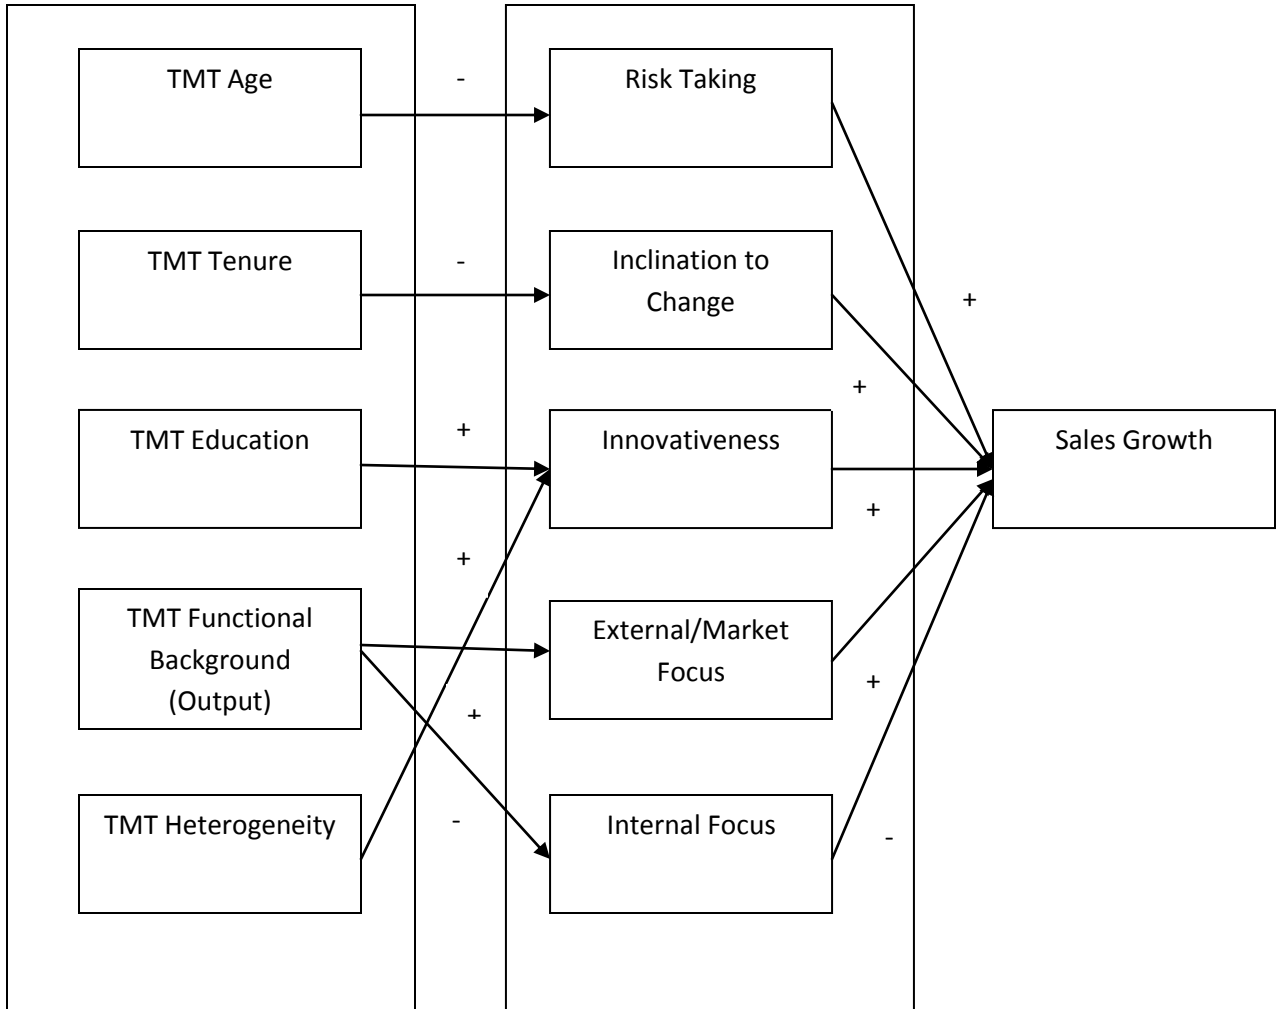 TMT Age
-
Risk Taking
TMT Tenure
-
Inclination to
Change
+
+
TMT Education
+
Innovativeness
Sales Growth
+
+
TMT Functional
Background
(Output)
External/Market
Focus
+
+
TMT Heterogeneity
-
Internal Focus
-